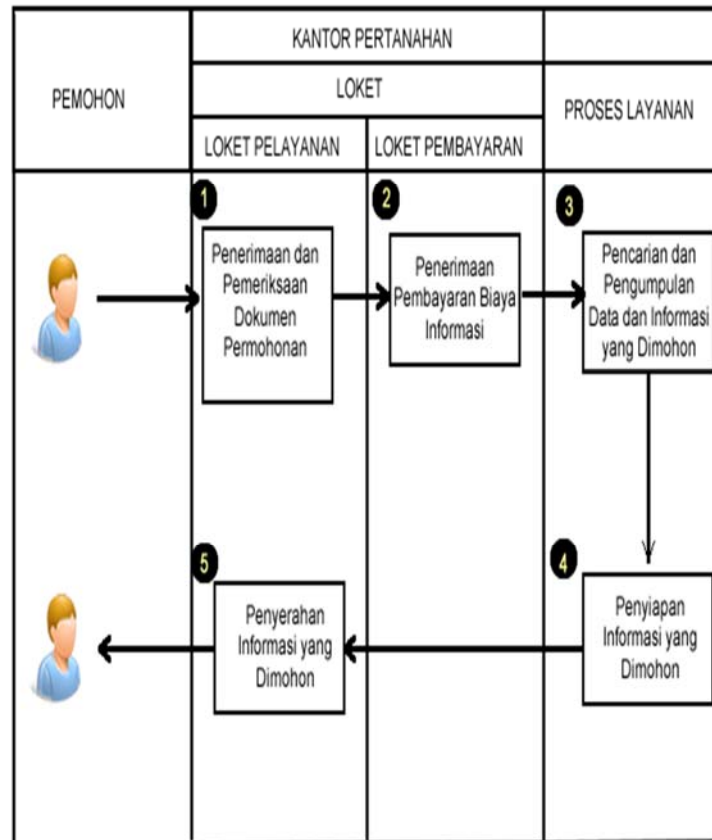 KANTOR PERTANAHAN
PEMOHON
LOKET
PROSES LAYANAN
LOKET PELAYANAN
LOKET PEMBAYARAN
1
Penerimaan dan
Pemeriksaan
Dokumen
Permohonan
2
Penerimaan
Pembayaran Biaya
Informasi
3
Pencarian dan
Pengumpulan
Data dan Informasi
yang Dimohon
4
Penyiapan
Informasi yang
Dimohon
5
Penyerahan
Informasi yang
Dimohon